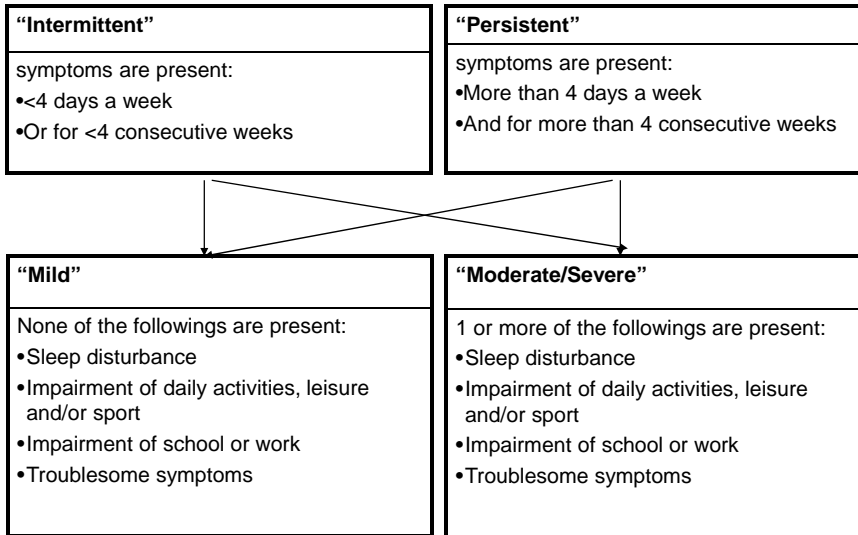 “Intermittent”
symptoms are present:
•<4 days a week
•Or for <4 consecutive weeks
“Persistent”
symptoms are present:
•More than 4 days a week
•And for more than 4 consecutive weeks
“Mild”
None of the followings are present:
•Sleep disturbance
•Impairment of daily activities, leisure
and/or sport
•Impairment of school or work
•Troublesome symptoms
“Moderate/Severe”
1 or more of the followings are present:
•Sleep disturbance
•Impairment of daily activities, leisure
and/or sport
•Impairment of school or work
•Troublesome symptoms